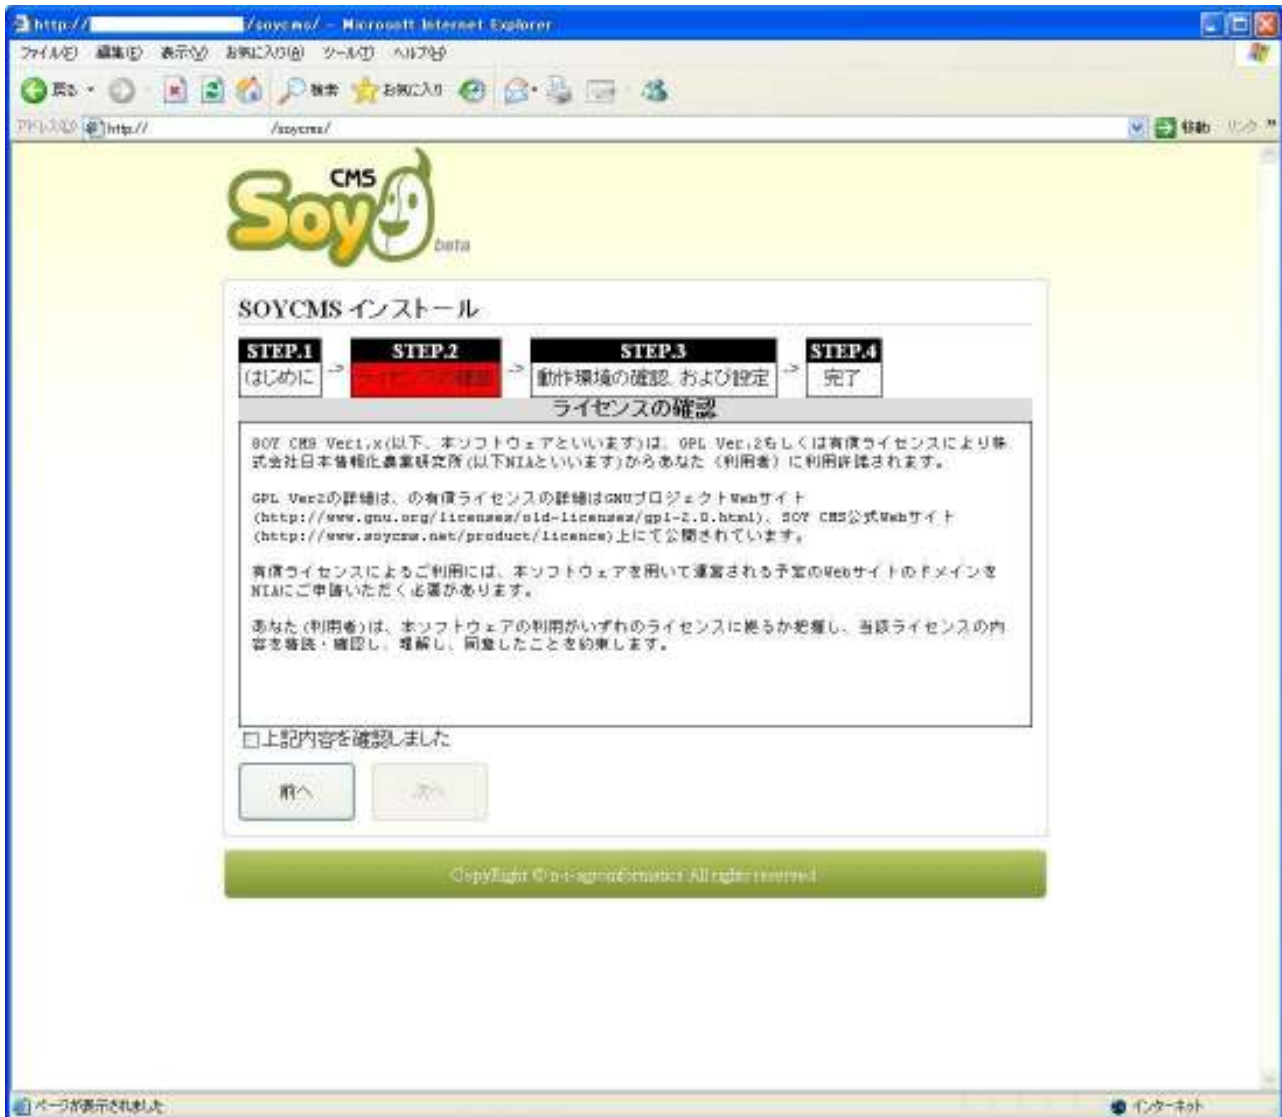 http:// /soycms/ - Microsoft Internet Explorer
ファイル(F) 編集(E) 表示(V) お気に入り(A) ツール(T) ヘルプ(H)
戻る 検索 お気に入り
アドレス(D) http:// /soycms/ 移動 リンク »
CMS
Soy
beta
SOYCMS インストール
STEP.1 STEP.2 STEP.3 STEP.4
はじめに -> ライセンスの確認 -> 動作環境の確認、および設定 -> 完了
ライセンスの確認
SOY CMS Ver1.x(以下、本ソフトウェアといいます)は、GPL Ver.2もしくは有償ライセンスにより株
式会社日本情報化農業研究所(以下NIAといいます)からあなた（利用者）に利用許諾されます。
GPL Ver2の詳細は、の有償ライセンスの詳細はGNUプロジェクトWebサイト
(http://www.gnu.org/licenses/old-licenses/gpl-2.0.html)、SOY CMS公式Webサイト
(http://www.soycms.net/product/licence)上にて公開されています。
有償ライセンスによるご利用には、本ソフトウェアを用いて運営される予定のWebサイトのドメインを
NIAにご申請いただく必要があります。
あなた(利用者)は、本ソフトウェアの利用がいずれのライセンスに拠るか把握し、当該ライセンスの内
容を精読・確認し、理解し、同意したことを約束します。
上記内容を確認しました
前へ 次へ
CopyRight © n-i-agroinformatics All rights reserved
ページが表示されました インターネット